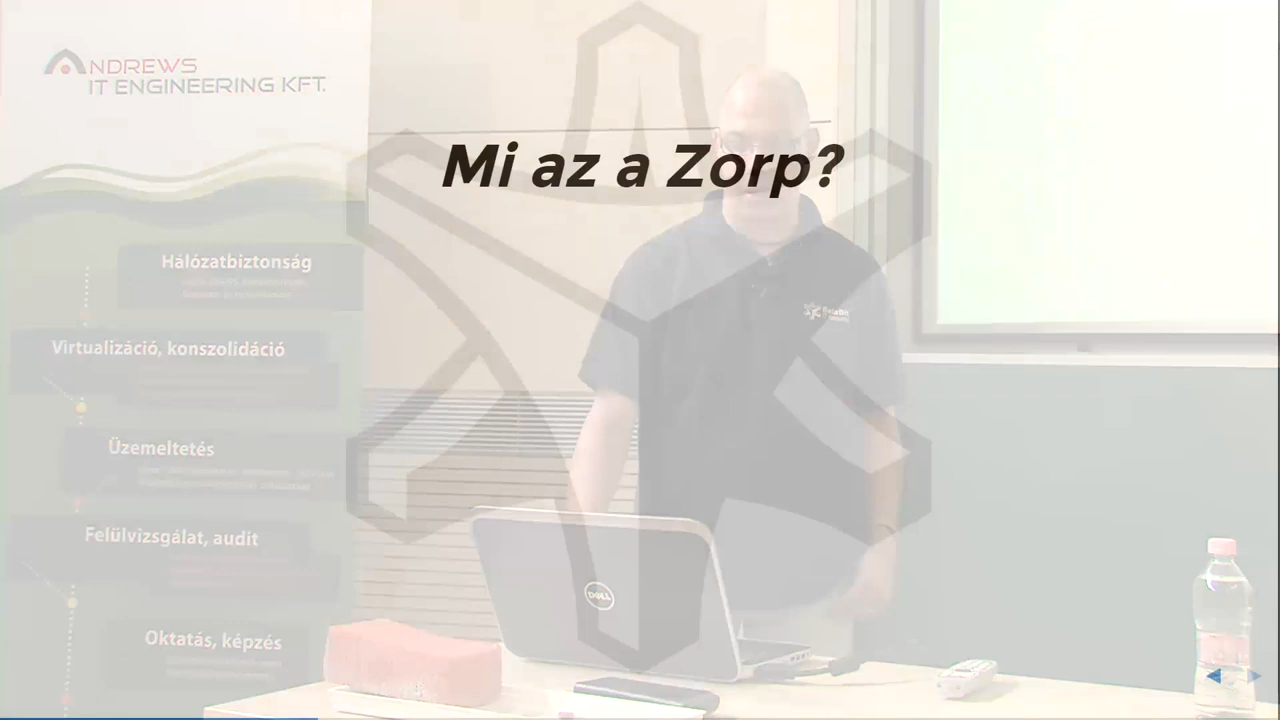 ANDREWS
IT ENGINEERING KFT.
Mi az a Zorp?
Hálózatbiztonság
Virtualizáció, konszolidáció
Üzemeltetés
Felülvizsgálat, audit
Oktatás, képzés
DELL